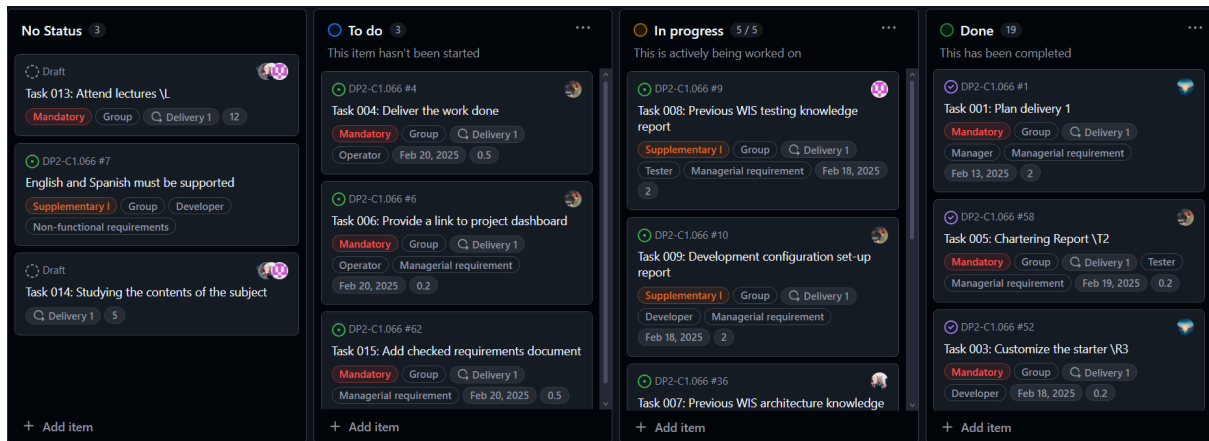 No Status 3
Draft
Task 013: Attend lectures \L
Mandatory Group Delivery 1 12
DP2-C1.066 #7
English and Spanish must be supported
Supplementary I Group Developer
Non-functional requirements
Draft
Task 014: Studying the contents of the subject
Delivery 1 5
+ Add item
To do 3 ...
This item hasn't been started
DP2-C1.066 #4
Task 004: Deliver the work done
Mandatory Group Delivery 1
Operator Feb 20, 2025 0.5
DP2-C1.066 #6
Task 006: Provide a link to project dashboard
Mandatory Group Delivery 1
Operator Managerial requirement
Feb 20, 2025 0.2
DP2-C1.066 #62
Task 015: Add checked requirements document
Mandatory Group Delivery 1
Managerial requirement Feb 20, 2025 0.5
+ Add item
In progress 5 / 5 ...
This is actively being worked on
DP2-C1.066 #9
Task 008: Previous WIS testing knowledge
report
Supplementary I Group Delivery 1
Tester Managerial requirement Feb 18, 2025
2
DP2-C1.066 #10
Task 009: Development configuration set-up
report
Supplementary I Group Delivery 1
Developer Managerial requirement
Feb 18, 2025 2
DP2-C1.066 #36
Task 007: Previous WIS architecture knowledge
+ Add item
Done 19 ...
This has been completed
DP2-C1.066 #1
Task 001: Plan delivery 1
Mandatory Group Delivery 1
Manager Managerial requirement
Feb 13, 2025 2
DP2-C1.066 #58
Task 005: Chartering Report \T2
Mandatory Group Delivery 1 Tester
Managerial requirement Feb 19, 2025 0.2
DP2-C1.066 #52
Task 003: Customize the starter \R3
Mandatory Group Delivery 1
Developer Feb 18, 2025 0.2
+ Add item